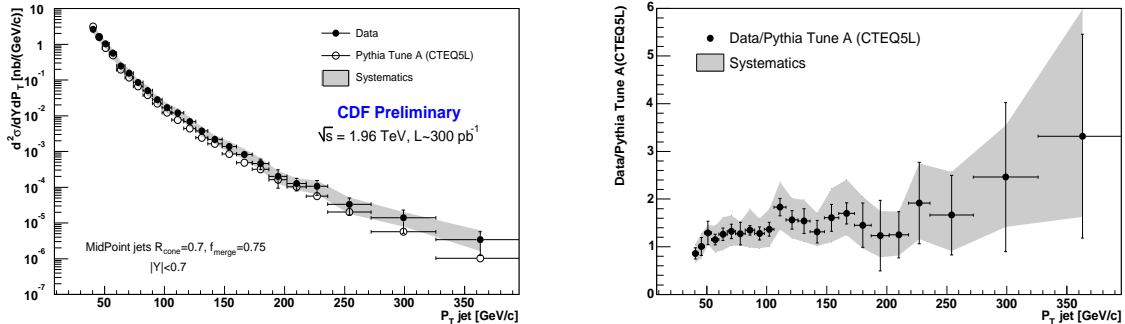 d²σ/dYdP_T [nb/(GeV/c)]
10
1
10⁻¹
10⁻²
10⁻³
10⁻⁴
10⁻⁵
10⁻⁶
10⁻⁷
Data
Pythia Tune A (CTEQ5L)
Systematics
CDF Preliminary
√s = 1.96 TeV, L~300 pb⁻¹
MidPoint jets R_cone=0.7, f_merge=0.75
|Y|<0.7
50 100 150 200 250 300 350
P_T jet [GeV/c]
Data/Pythia Tune A(CTEQ5L)
6
5
4
3
2
1
0
Data/Pythia Tune A (CTEQ5L)
Systematics
50 100 150 200 250 300 350
P_T jet [GeV/c]